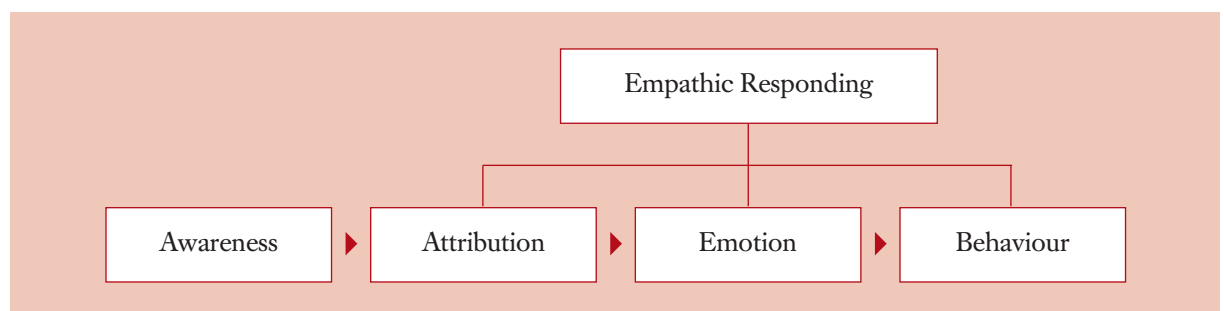 Empathic Responding
Awareness
Attribution
Emotion
Behaviour